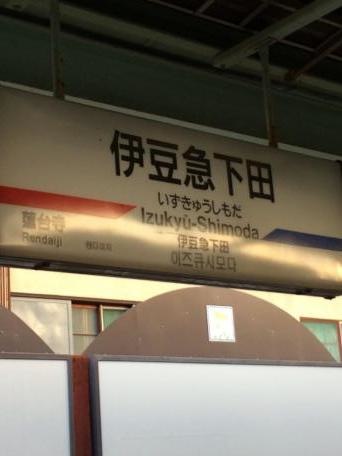 伊豆急下田
いずきゅうしもだ
Izukyū-Shimoda
伊豆急下田
이즈큐시모다
蓮台寺
Rendaiji